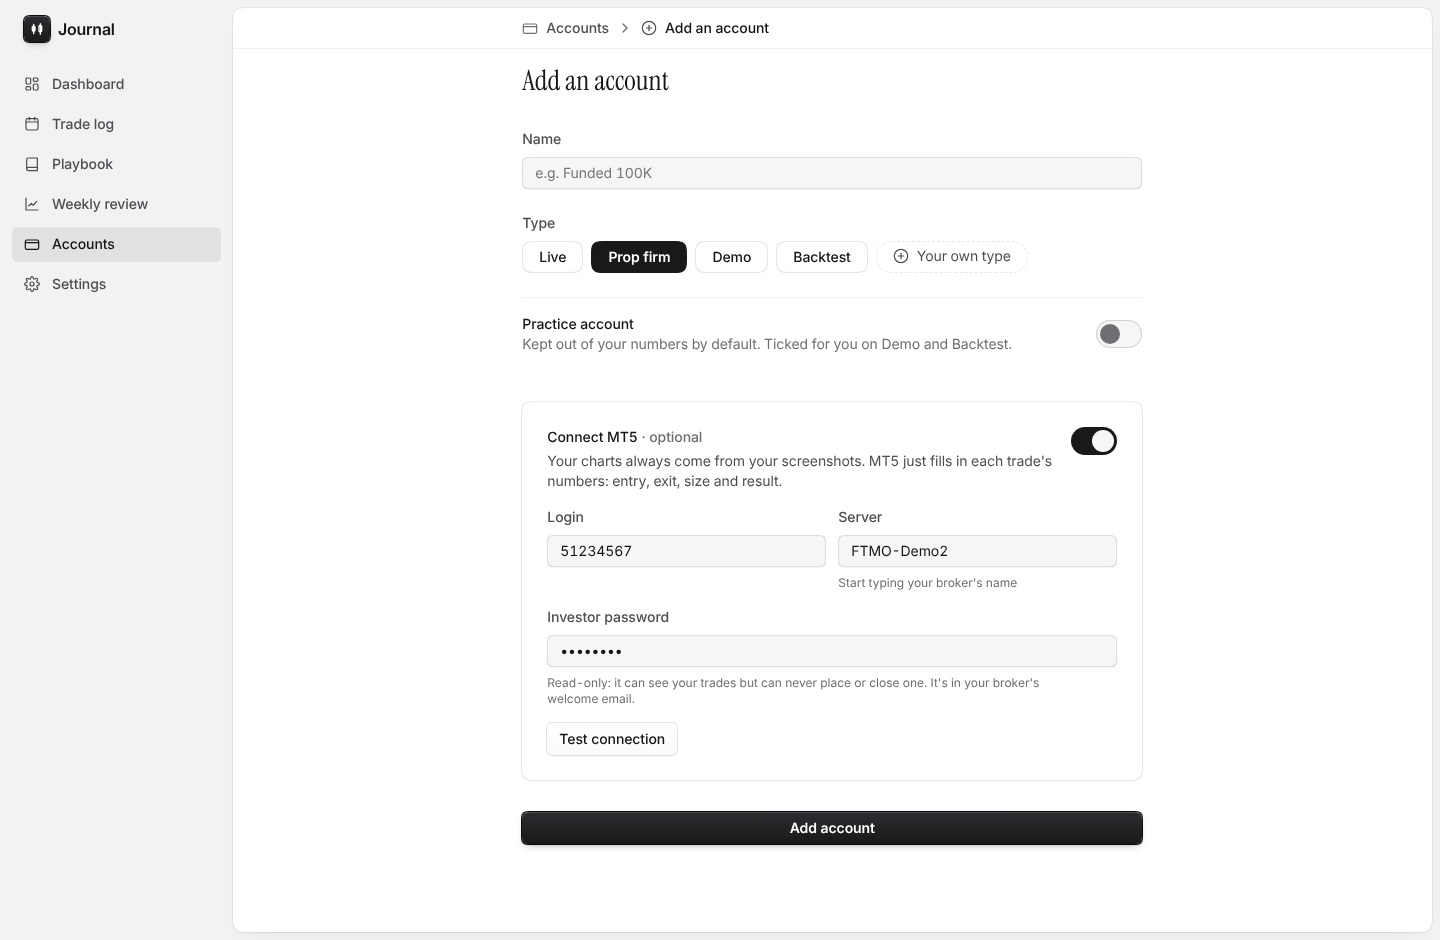 Journal
Dashboard
Trade log
Playbook
Weekly review
Accounts
Settings
Accounts
Add an account
Add an account
Name
e.g. Funded 100K
Type
Live
Prop firm
Demo
Backtest
Your own type
Practice account
Kept out of your numbers by default. Ticked for you on Demo and Backtest.
Connect MT5 · optional
Your charts always come from your screenshots. MT5 just fills in each trade's
numbers: entry, exit, size and result.
Login
Server
51234567
FTMO-Demo2
Start typing your broker's name
Investor password
••••••••
Read-only: it can see your trades but can never place or close one. It's in your broker's
welcome email.
Test connection
Add account